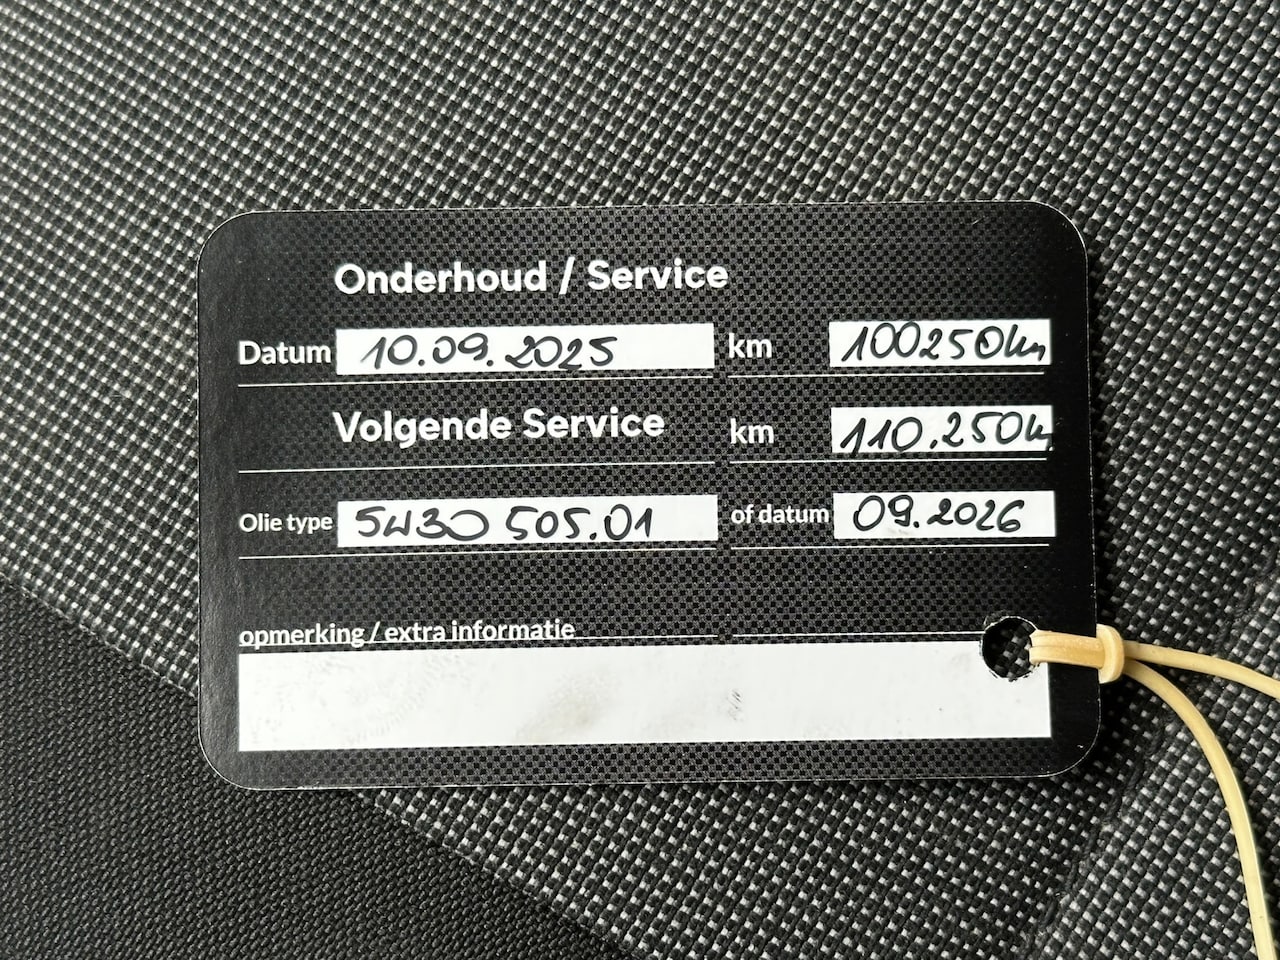 Onderhoud / Service
Datum 10.09.2025 km 100250km
Volgende Service km 110.250k
Olie type 5W30 505.01 of datum 09.2026
opmerking / extra informatie